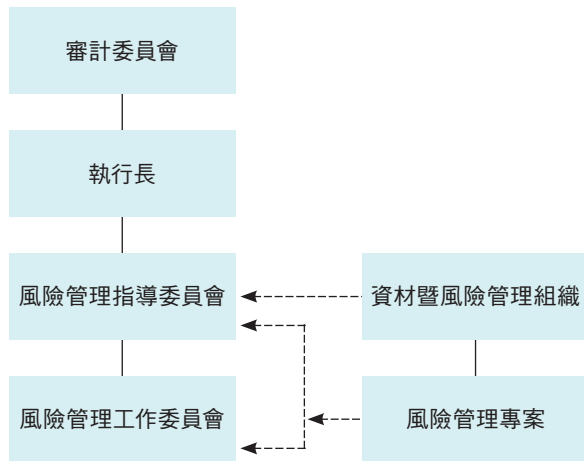 審計委員會
執行長
風險管理指導委員會
資材暨風險管理組織
風險管理工作委員會
風險管理專案